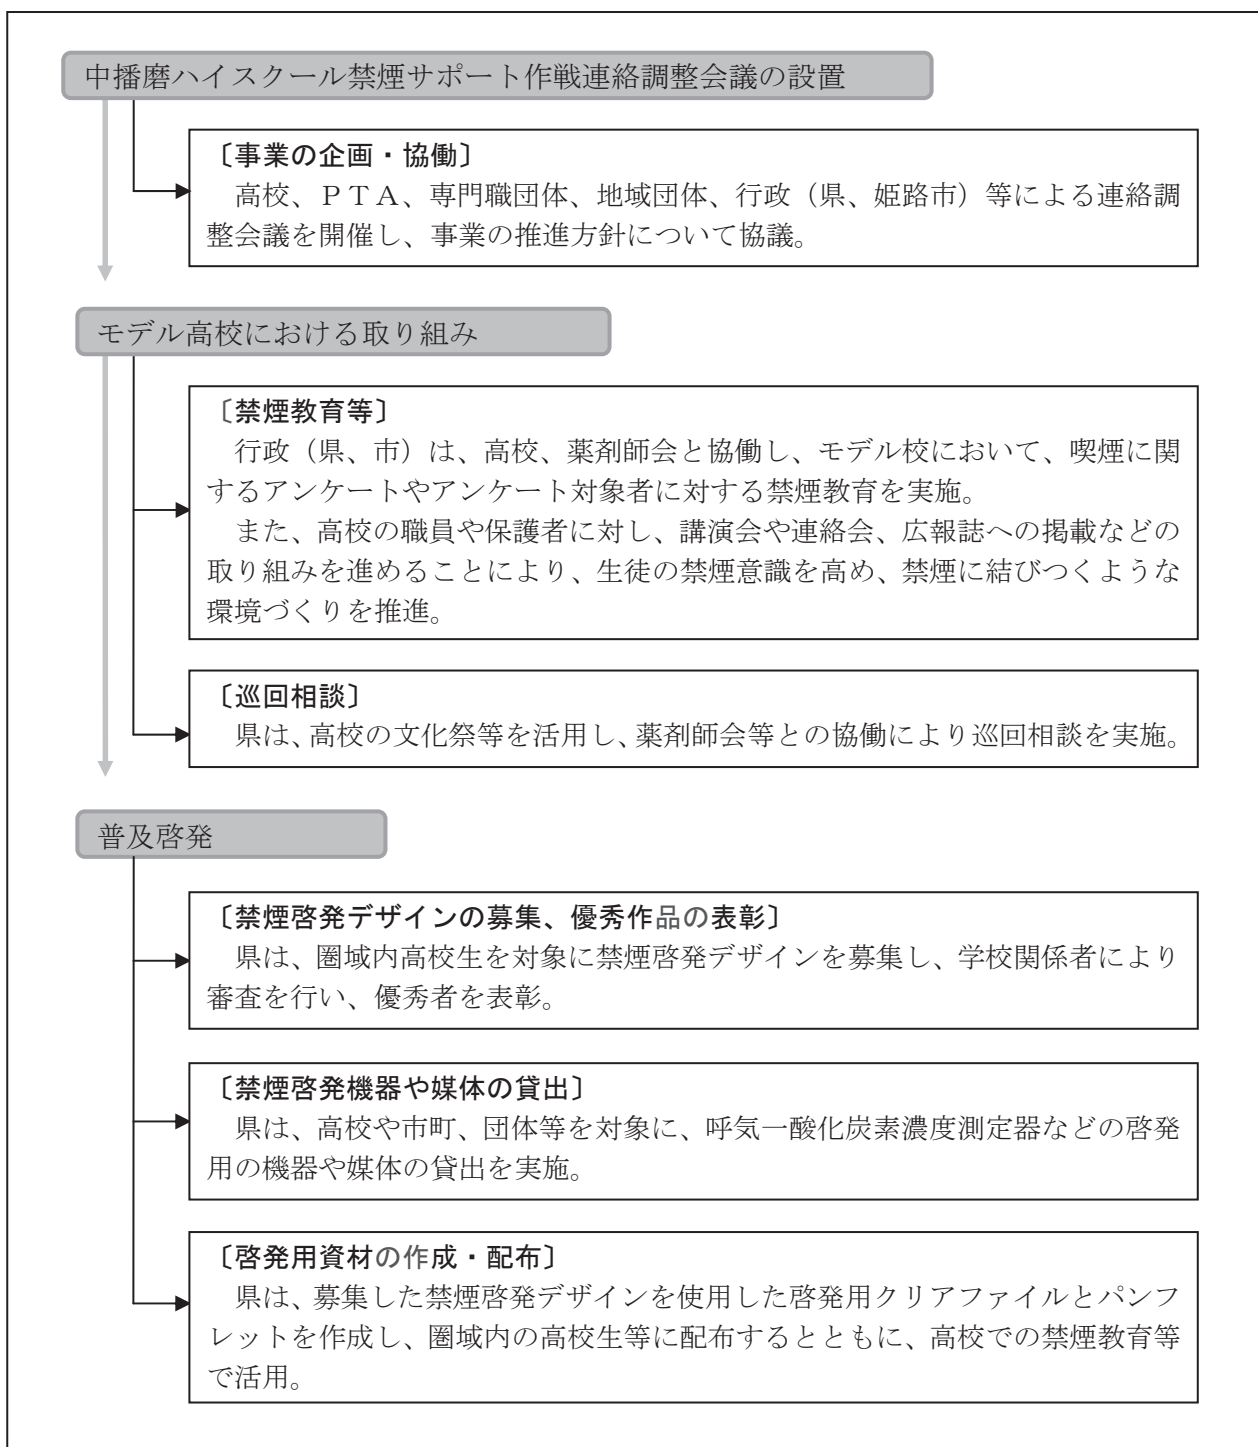 中播磨ハイスクール禁煙サポート作戦連絡調整会議の設置
〔事業の企画・協働〕
高校、ＰＴＡ、専門職団体、地域団体、行政（県、姫路市）等による連絡調
整会議を開催し、事業の推進方針について協議。
モデル高校における取り組み
〔禁煙教育等〕
行政（県、市）は、高校、薬剤師会と協働し、モデル校において、喫煙に関
するアンケートやアンケート対象者に対する禁煙教育を実施。
また、高校の職員や保護者に対し、講演会や連絡会、広報誌への掲載などの
取り組みを進めることにより、生徒の禁煙意識を高め、禁煙に結びつくような
環境づくりを推進。
〔巡回相談〕
県は、高校の文化祭等を活用し、薬剤師会等との協働により巡回相談を実施。
普及啓発
〔禁煙啓発デザインの募集、優秀作品の表彰〕
県は、圏域内高校生を対象に禁煙啓発デザインを募集し、学校関係者により
審査を行い、優秀者を表彰。
〔禁煙啓発機器や媒体の貸出〕
県は、高校や市町、団体等を対象に、呼気一酸化炭素濃度測定器などの啓発
用の機器や媒体の貸出を実施。
〔啓発用資材の作成・配布〕
県は、募集した禁煙啓発デザインを使用した啓発用クリアファイルとパンフ
レットを作成し、圏域内の高校生等に配布するとともに、高校での禁煙教育等
で活用。